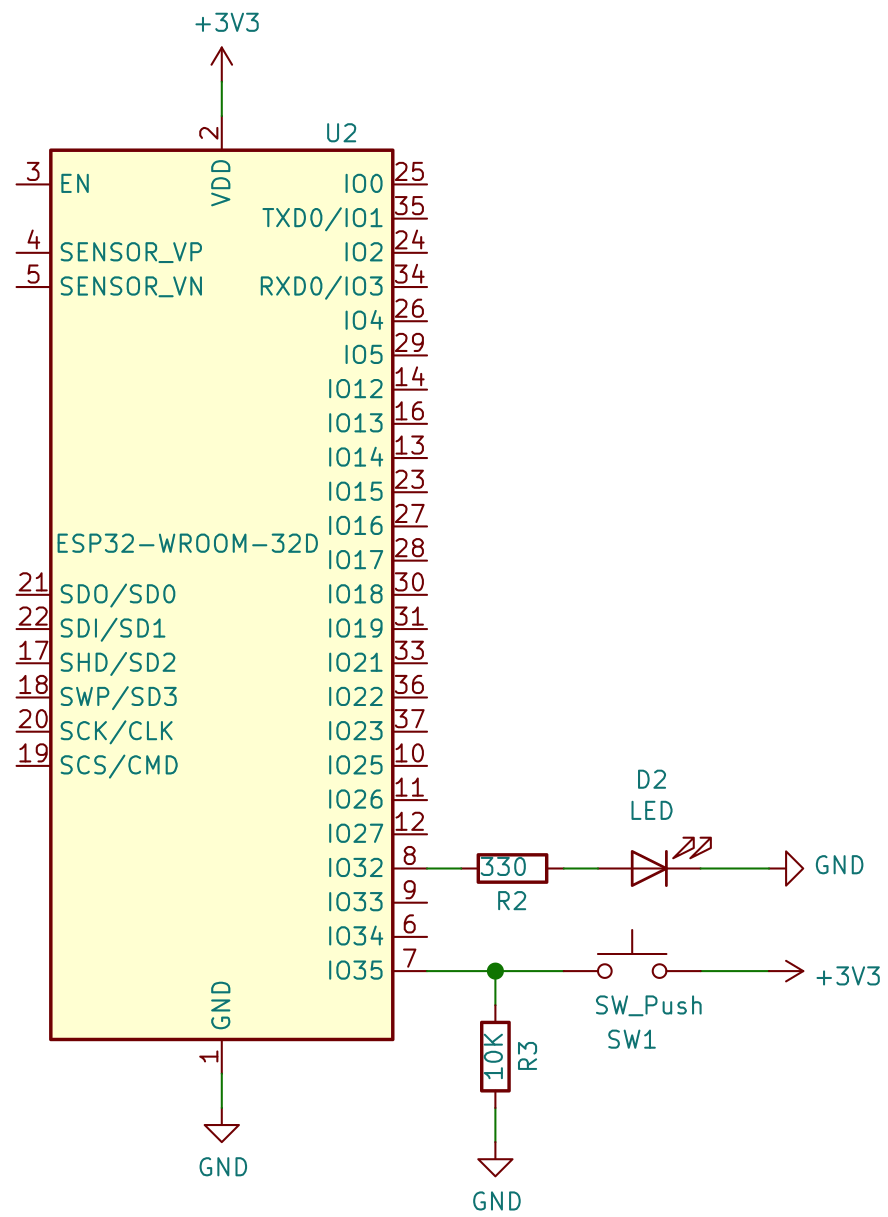 +3V3
U2
2
VDD
3
EN
IO0
25
TXD0/IO1
35
4
SENSOR_VP
IO2
24
5
SENSOR_VN
RXD0/IO3
34
IO4
26
IO5
29
IO12
14
IO13
16
IO14
13
IO15
23
IO16
27
ESP32-WROOM-32D
IO17
28
21
SDO/SD0
IO18
30
22
SDI/SD1
IO19
31
17
SHD/SD2
IO21
33
18
SWP/SD3
IO22
36
20
SCK/CLK
IO23
37
19
SCS/CMD
IO25
10
IO26
11
IO27
12
D2
LED
IO32
8
330
R2
GND
IO33
9
IO34
6
IO35
7
+3V3
SW_Push
SW1
GND
1
GND
10K
R3
GND